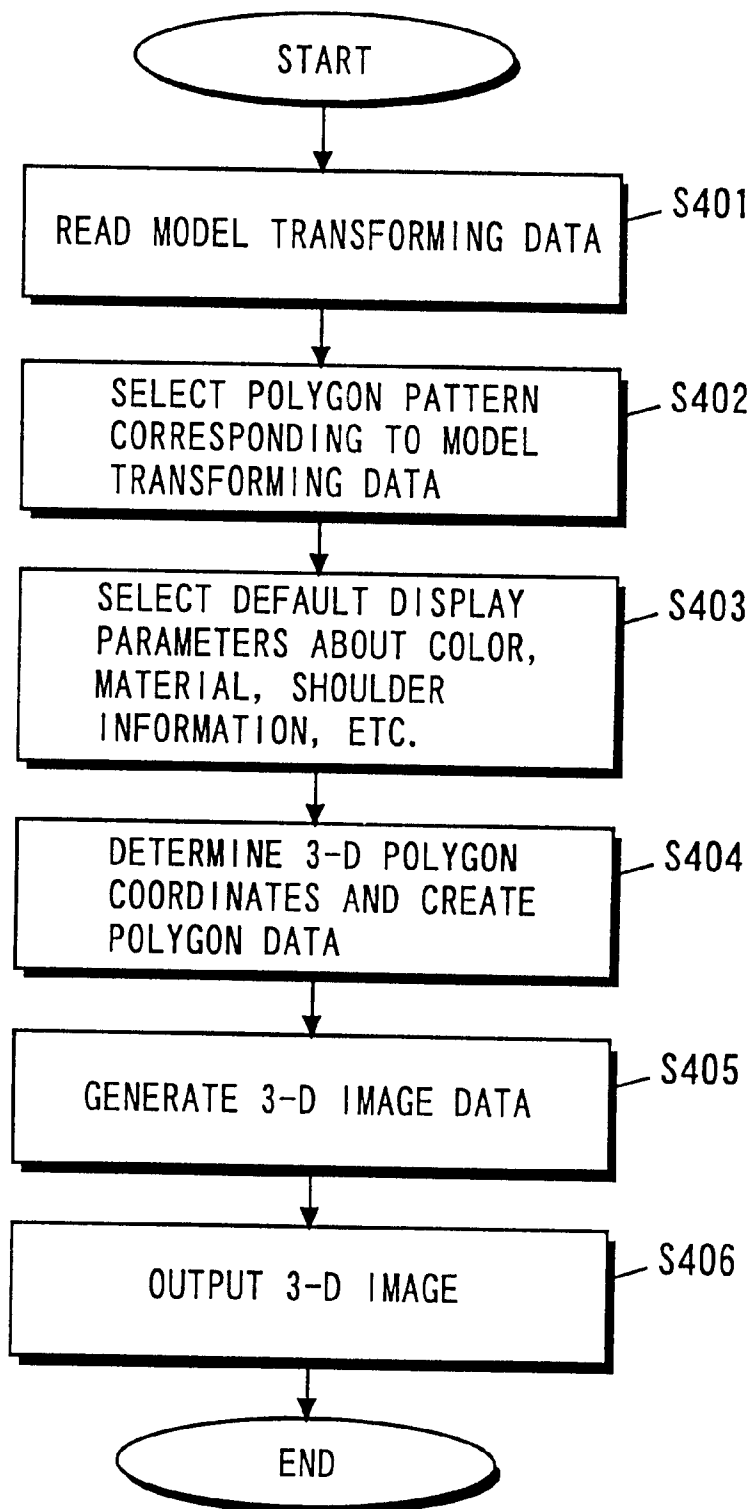 START
READ MODEL TRANSFORMING DATA
S401
SELECT POLYGON PATTERN
CORRESPONDING TO MODEL
TRANSFORMING DATA
S402
SELECT DEFAULT DISPLAY
PARAMETERS ABOUT COLOR,
MATERIAL, SHOULDER
INFORMATION, ETC.
S403
DETERMINE 3-D POLYGON
COORDINATES AND CREATE
POLYGON DATA
S404
GENERATE 3-D IMAGE DATA
S405
OUTPUT 3-D IMAGE
S406
END